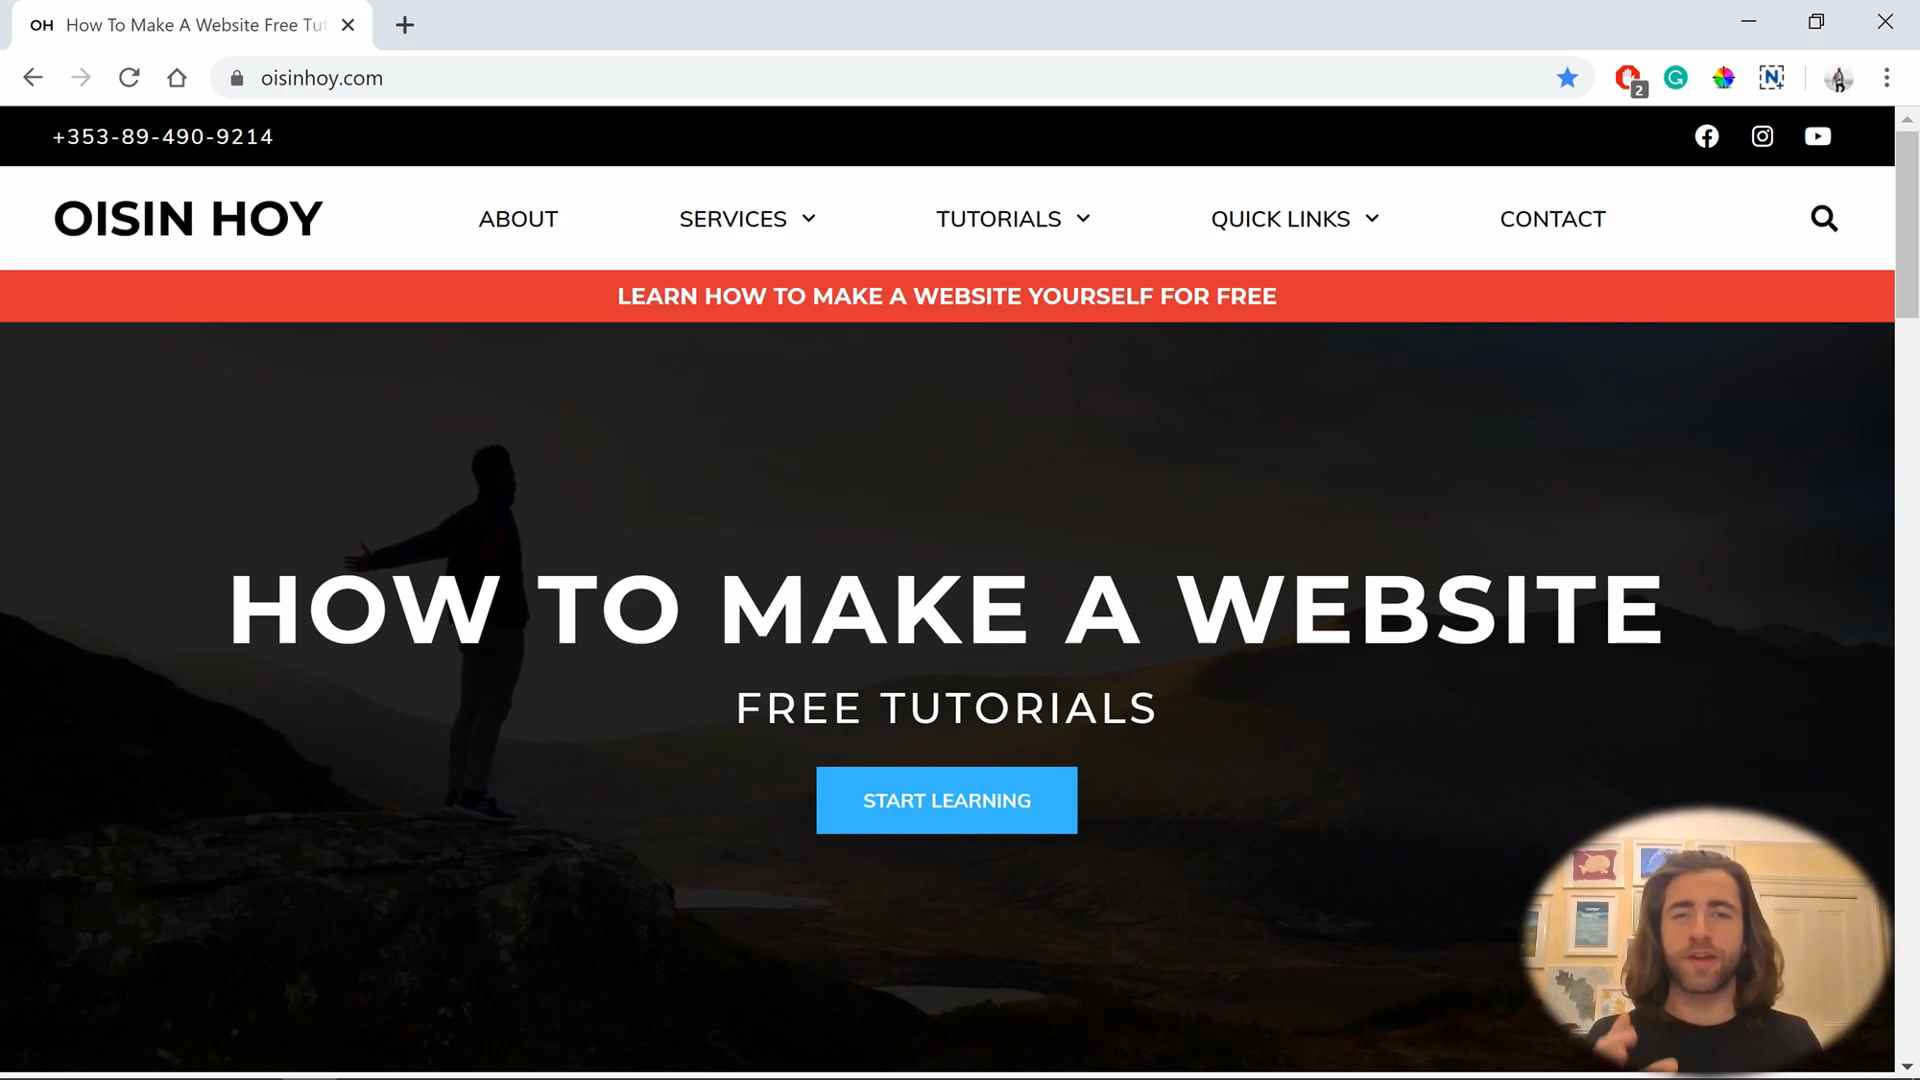 OH How To Make A Website Free Tut
oisinhoy.com
2
+353-89-490-9214
OISIN HOY
ABOUT
SERVICES
TUTORIALS
QUICK LINKS
CONTACT
LEARN HOW TO MAKE A WEBSITE YOURSELF FOR FREE
HOW TO MAKE A WEBSITE
FREE TUTORIALS
START LEARNING